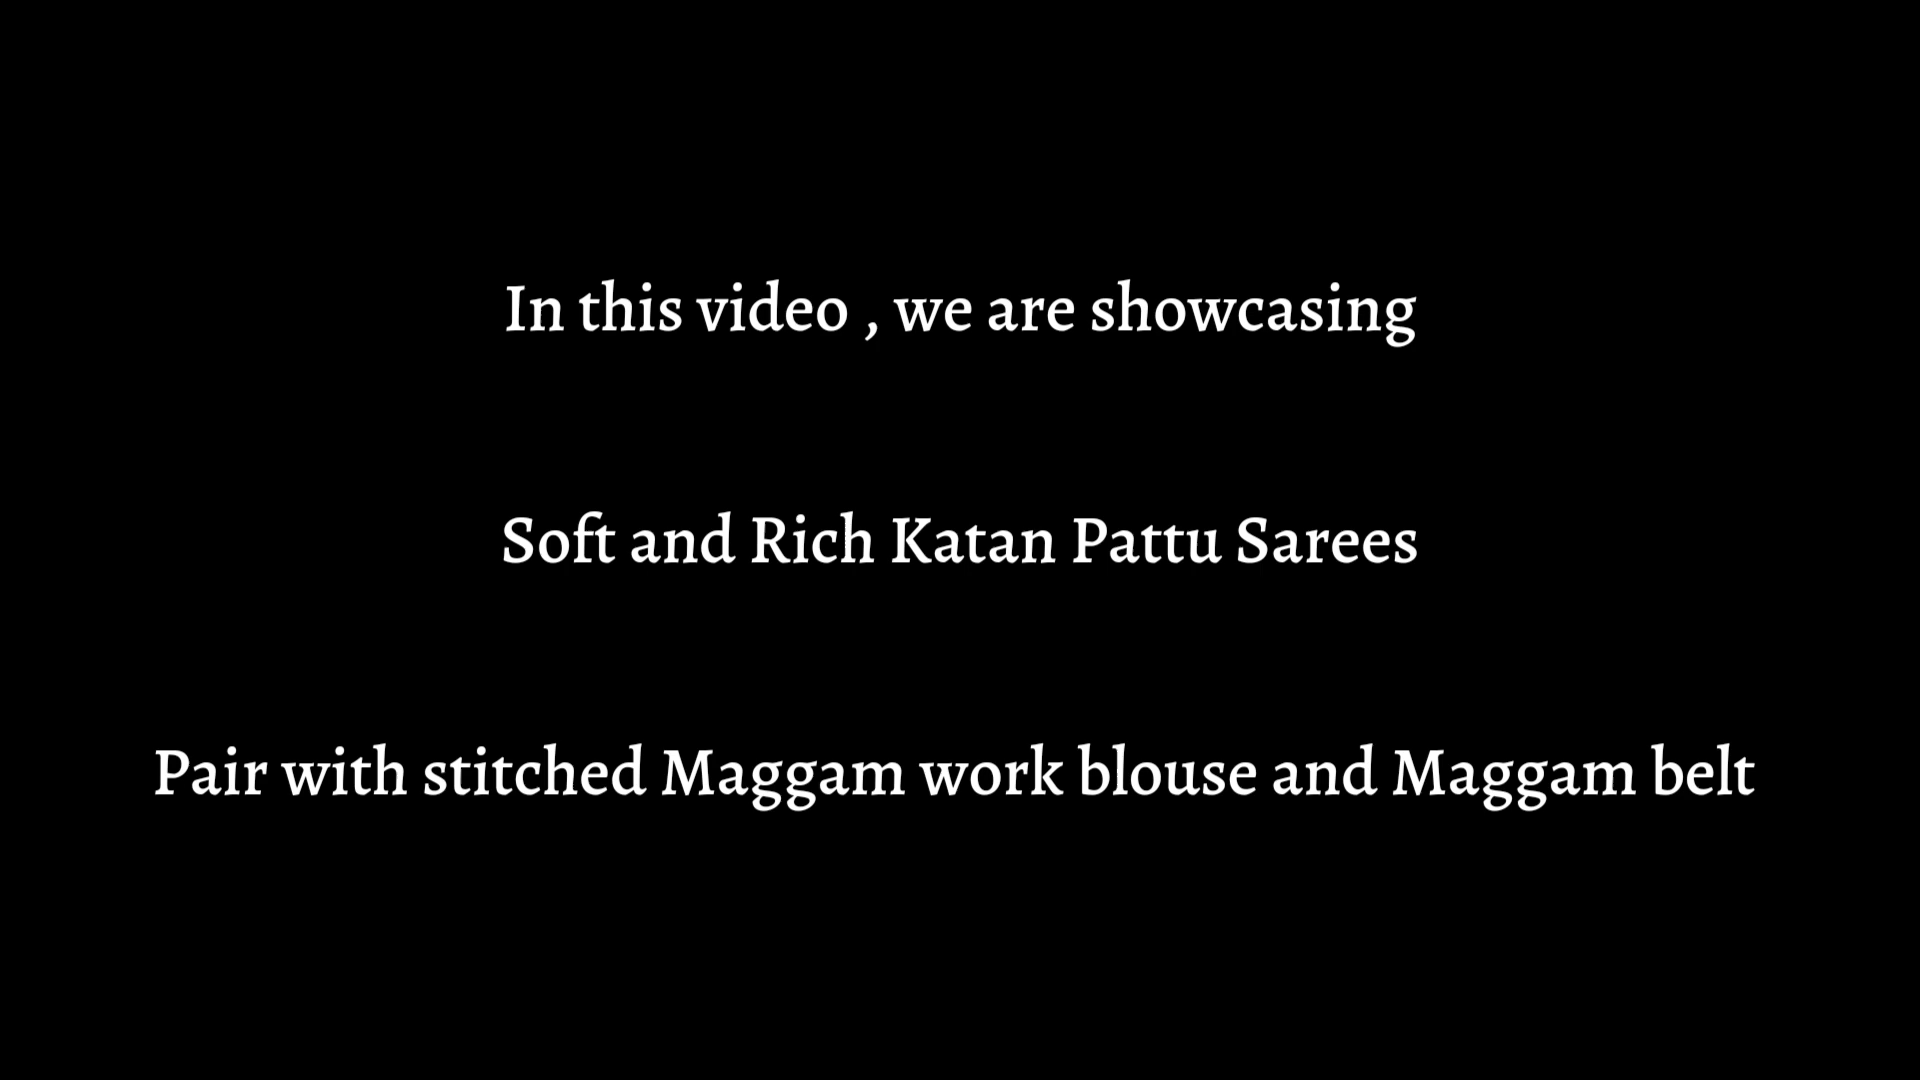 In this video , we are showcasing
Soft and Rich Katan Pattu Sarees
Pair with stitched Maggam work blouse and Maggam belt